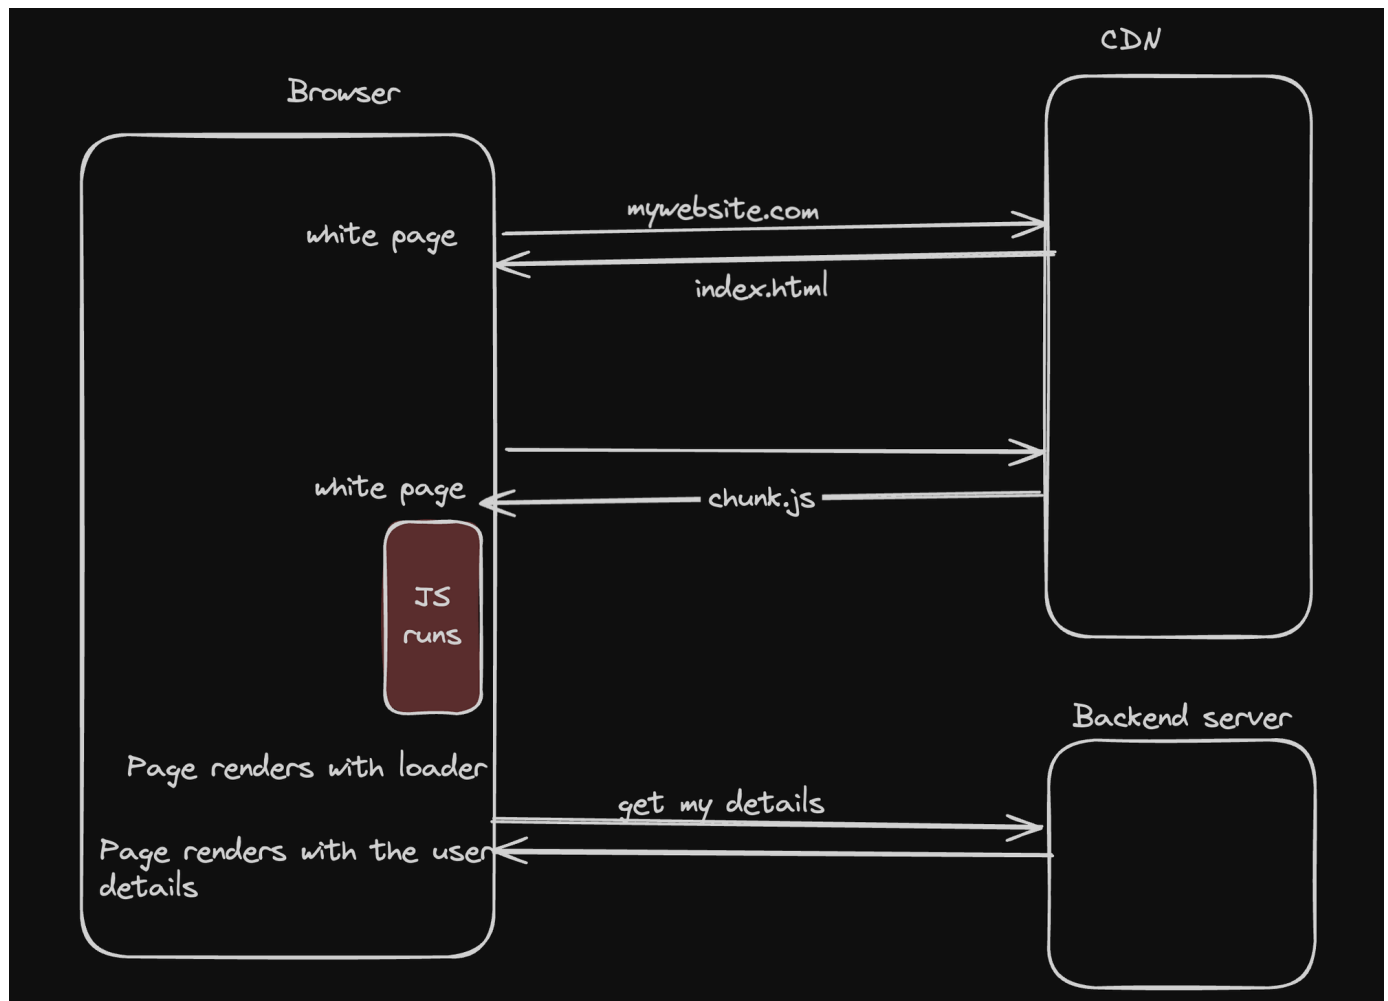 CDN
Browser
mywebsite.com
white page
index.html
white page
chunk.js
JS
runs
Backend server
Page renders with loader
get my details
Page renders with the user
details